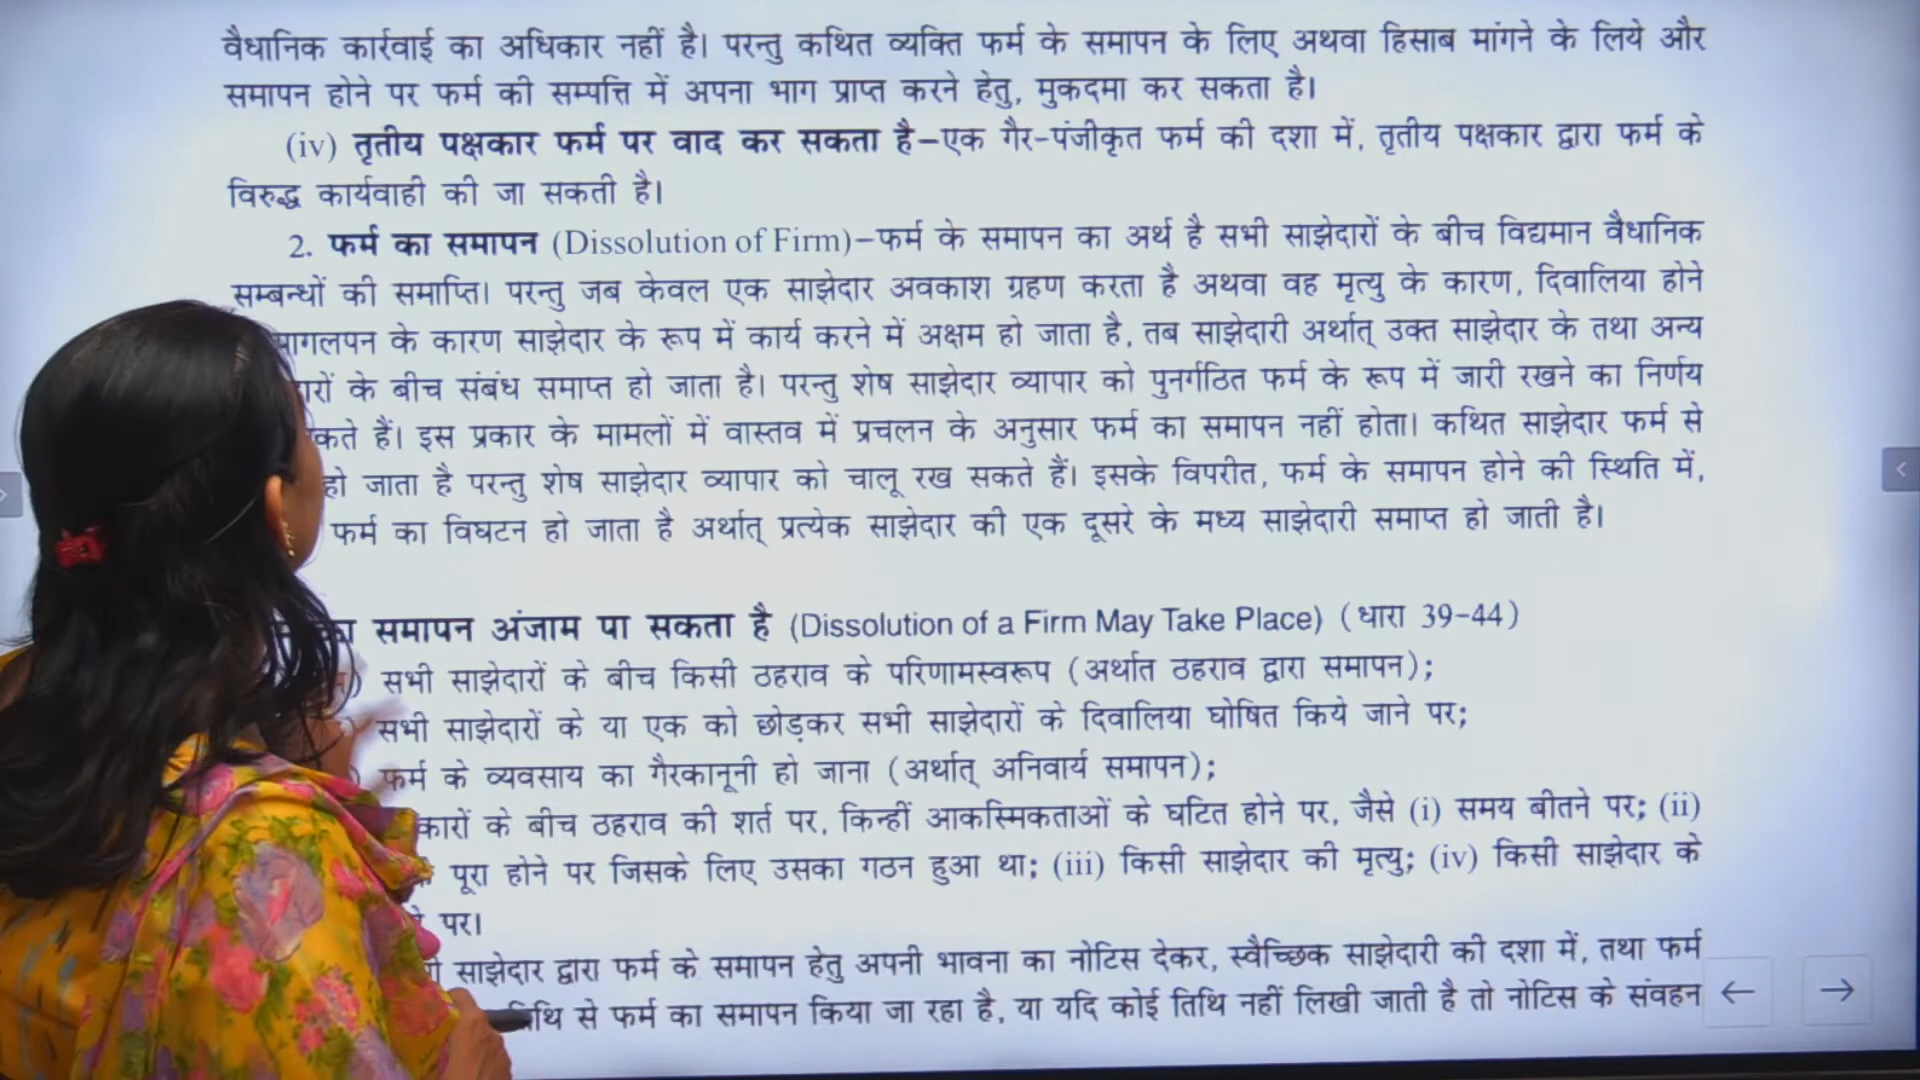 वैधानिक कार्रवाई का अधिकार नहीं है। परन्तु कथित व्यक्ति फर्म के समापन के लिए अथवा हिसाब मांगने के लिये और
समापन होने पर फर्म की सम्पत्ति में अपना भाग प्राप्त करने हेतु, मुकदमा कर सकता है।
(iv) तृतीय पक्षकार फर्म पर वाद कर सकता है–एक गैर-पंजीकृत फर्म की दशा में, तृतीय पक्षकार द्वारा फर्म के
विरुद्ध कार्यवाही की जा सकती है।
2. फर्म का समापन (Dissolution of Firm)–फर्म के समापन का अर्थ है सभी साझेदारों के बीच विद्यमान वैधानिक
सम्बन्धों की समाप्ति। परन्तु जब केवल एक साझेदार अवकाश ग्रहण करता है अथवा वह मृत्यु के कारण, दिवालिया होने
के कारण साझेदार के रूप में कार्य करने में अक्षम हो जाता है, तब साझेदारी अर्थात् उक्त साझेदार के तथा अन्य
के बीच संबंध समाप्त हो जाता है। परन्तु शेष साझेदार व्यापार को पुनर्गठित फर्म के रूप में जारी रखने का निर्णय
हैं। इस प्रकार के मामलों में वास्तव में प्रचलन के अनुसार फर्म का समापन नहीं होता। कथित साझेदार फर्म से
हो जाता है परन्तु शेष साझेदार व्यापार को चालू रख सकते हैं। इसके विपरीत, फर्म के समापन होने की स्थिति में,
फर्म का विघटन हो जाता है अर्थात् प्रत्येक साझेदार की एक दूसरे के मध्य साझेदारी समाप्त हो जाती है।
समापन अंजाम पा सकता है (Dissolution of a Firm May Take Place) (धारा 39-44)
सभी साझेदारों के बीच किसी ठहराव के परिणामस्वरूप (अर्थात ठहराव द्वारा समापन);
सभी साझेदारों के या एक को छोड़कर सभी साझेदारों के दिवालिया घोषित किये जाने पर;
फर्म के व्यवसाय का गैरकानूनी हो जाना (अर्थात् अनिवार्य समापन);
के बीच ठहराव की शर्त पर, किन्हीं आकस्मिकताओं के घटित होने पर, जैसे (i) समय बीतने पर; (ii)
पूरा होने पर जिसके लिए उसका गठन हुआ था; (iii) किसी साझेदार की मृत्यु; (iv) किसी साझेदार के
पर।
साझेदार द्वारा फर्म के समापन हेतु अपनी भावना का नोटिस देकर, स्वैच्छिक साझेदारी की दशा में, तथा फर्म
से फर्म का समापन किया जा रहा है, या यदि कोई तिथि नहीं लिखी जाती है तो नोटिस के संवहन